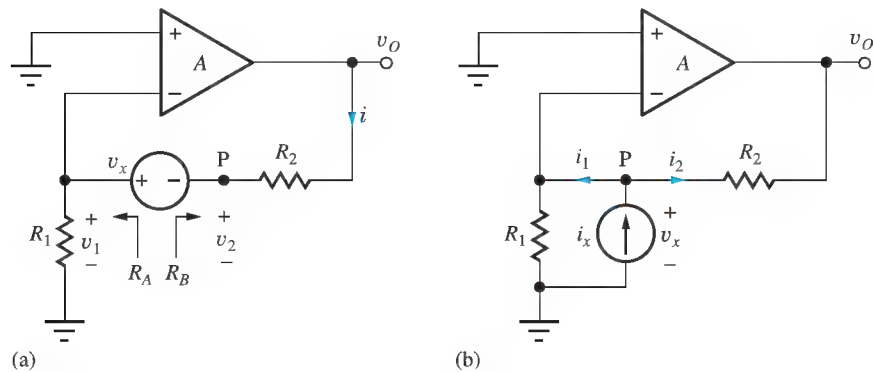 +
A
−
v_O
i
v_x
+ −
P
R_2
R_1
+
v_1
−
R_A R_B
+
v_2
−
(a)
+
A
−
v_O
i_1
P
i_2
R_2
R_1
i_x
+
v_x
−
(b)